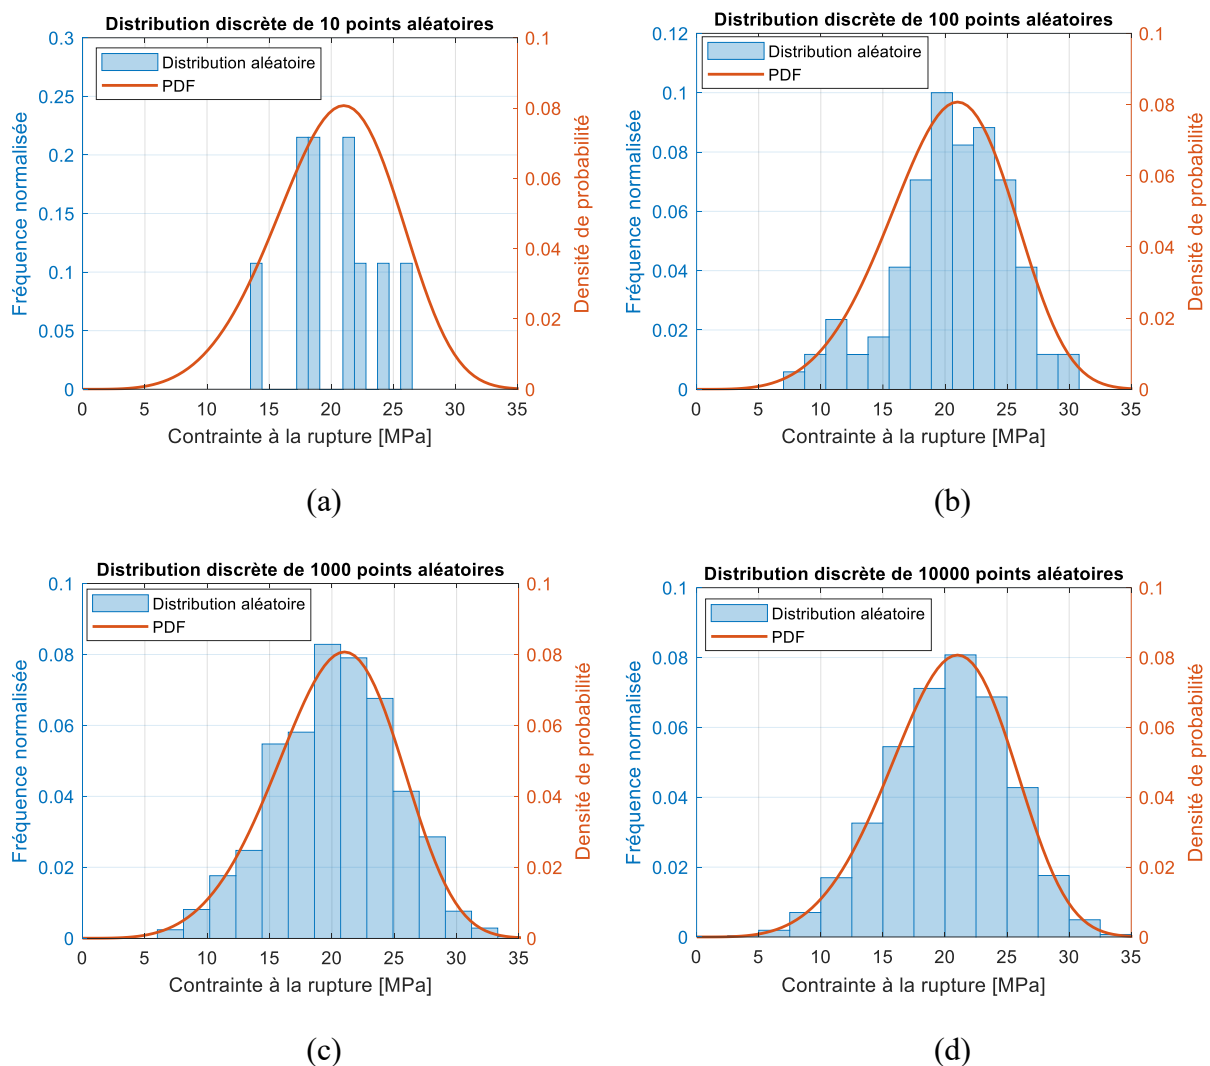 Distribution discrète de 10 points aléatoires
0.3
0.25
0.2
0.15
0.1
0.05
0
0.1
0.08
0.06
0.04
0.02
0
Distribution aléatoire
PDF
Fréquence normalisée
Densité de probabilité
0 5 10 15 20 25 30 35
Contrainte à la rupture [MPa]
(a)
Distribution discrète de 100 points aléatoires
0.12
0.1
0.08
0.06
0.04
0.02
0
0.1
0.08
0.06
0.04
0.02
0
Distribution aléatoire
PDF
Fréquence normalisée
Densité de probabilité
0 5 10 15 20 25 30 35
Contrainte à la rupture [MPa]
(b)
Distribution discrète de 1000 points aléatoires
0.1
0.08
0.06
0.04
0.02
0
0.1
0.08
0.06
0.04
0.02
0
Distribution aléatoire
PDF
Fréquence normalisée
Densité de probabilité
0 5 10 15 20 25 30 35
Contrainte à la rupture [MPa]
(c)
Distribution discrète de 10000 points aléatoires
0.1
0.08
0.06
0.04
0.02
0
0.1
0.08
0.06
0.04
0.02
0
Distribution aléatoire
PDF
Fréquence normalisée
Densité de probabilité
0 5 10 15 20 25 30 35
Contrainte à la rupture [MPa]
(d)